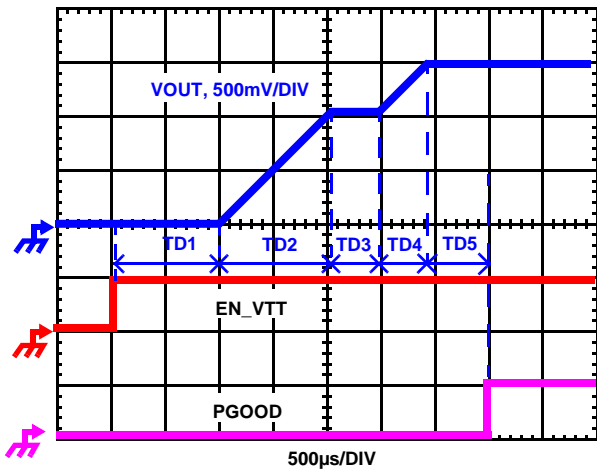 VOUT, 500mV/DIV
TD1 TD2 TD3 TD4 TD5
EN_VTT
PGOOD
500µs/DIV